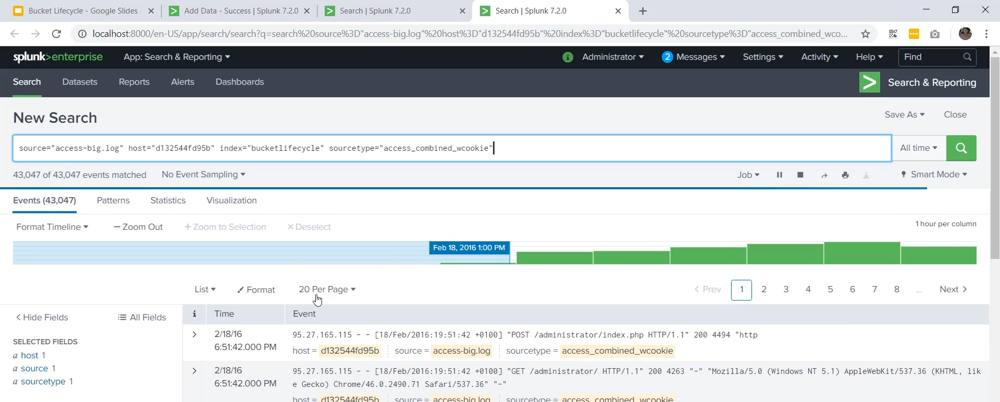 Bucket Lifecycle - Google Slides
Add Data - Success | Splunk 7.2.0
Search | Splunk 7.2.0
Search | Splunk 7.2.0
localhost:8000/en-US/app/search/search?q=search%20source%3D"access-big.log"%20host%3D"d132544fd95b"%20index%3D"bucketlifecycle"%20sourcetype%3D"access_combined_wco...
splunk>enterprise App: Search & Reporting Administrator 2 Messages Settings Activity Help Find
Search Datasets Reports Alerts Dashboards Search & Reporting
New Search Save As Close
source="access-big.log" host="d132544fd95b" index="bucketlifecycle" sourcetype="access_combined_wcookie" All time
43,047 of 43,047 events matched No Event Sampling Job Smart Mode
Events (43,047) Patterns Statistics Visualization
Format Timeline — Zoom Out + Zoom to Selection × Deselect 1 hour per column
Feb 18, 2016 1:00 PM
List Format 20 Per Page < Prev 1 2 3 4 5 6 7 8 ... Next >
< Hide Fields All Fields i Time Event
SELECTED FIELDS
a host 1
a source 1
a sourcetype 1
> 2/18/16 95.27.165.115 - - [18/Feb/2016:19:51:42 +0100] "POST /administrator/index.php HTTP/1.1" 200 4494 "http
6:51:42.000 PM host = d132544fd95b source = access-big.log sourcetype = access_combined_wcookie
> 2/18/16 95.27.165.115 - - [18/Feb/2016:19:51:42 +0100] "GET /administrator/ HTTP/1.1" 200 4263 "-" "Mozilla/5.0 (Windows NT 5.1) AppleWebKit/537.36 (KHTML, lik
6:51:42.000 PM e Gecko) Chrome/46.0.2490.71 Safari/537.36" "-"
host = d132544fd95b source = access-big.log sourcetype = access_combined_wcookie